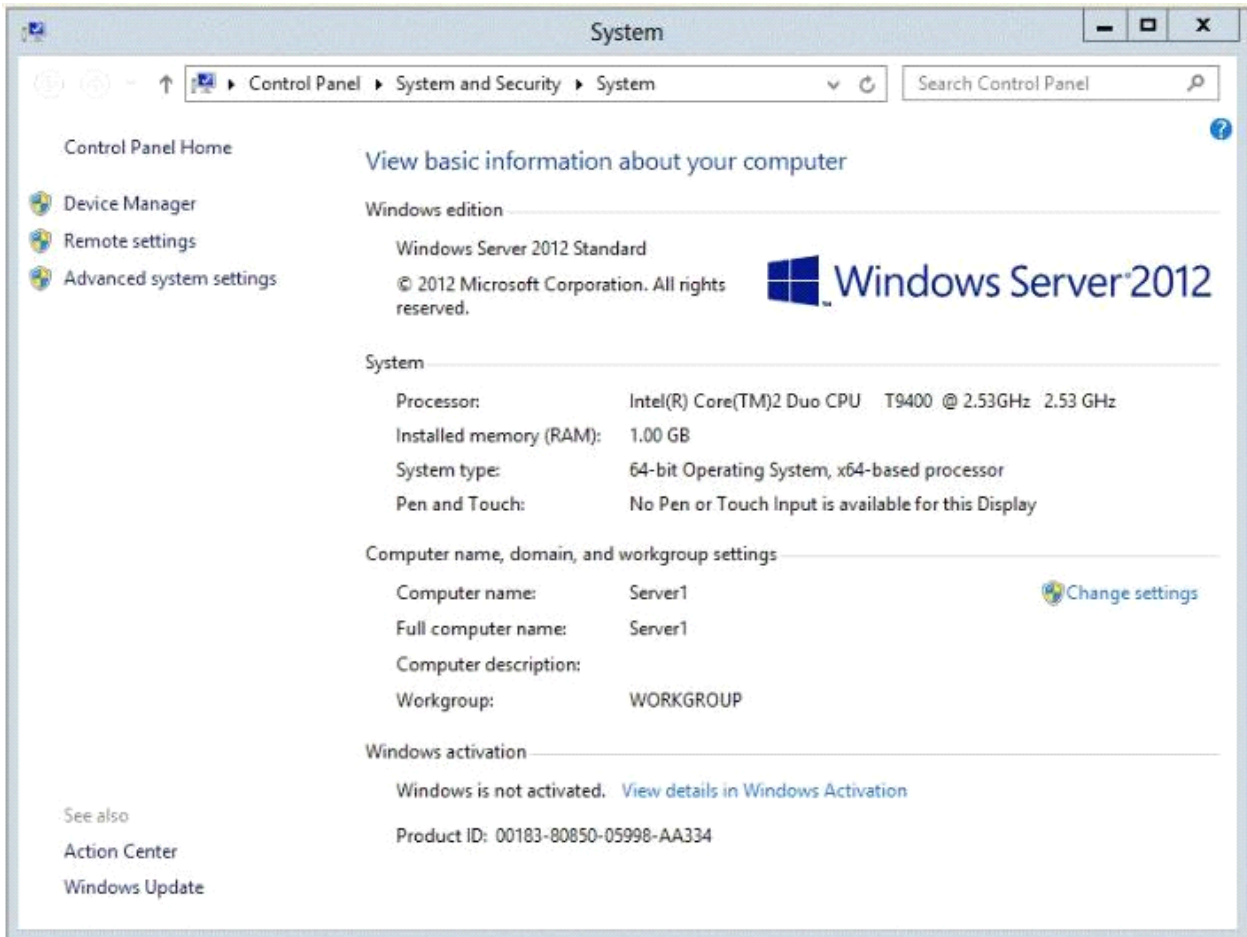 System
Control Panel ▸ System and Security ▸ System
Search Control Panel
Control Panel Home
Device Manager
Remote settings
Advanced system settings
See also
Action Center
Windows Update
View basic information about your computer
Windows edition
Windows Server 2012 Standard
© 2012 Microsoft Corporation. All rights
reserved.
Windows Server 2012
System
Processor: Intel(R) Core(TM)2 Duo CPU T9400 @ 2.53GHz 2.53 GHz
Installed memory (RAM): 1.00 GB
System type: 64-bit Operating System, x64-based processor
Pen and Touch: No Pen or Touch Input is available for this Display
Computer name, domain, and workgroup settings
Computer name: Server1
Change settings
Full computer name: Server1
Computer description:
Workgroup: WORKGROUP
Windows activation
Windows is not activated. View details in Windows Activation
Product ID: 00183-80850-05998-AA334